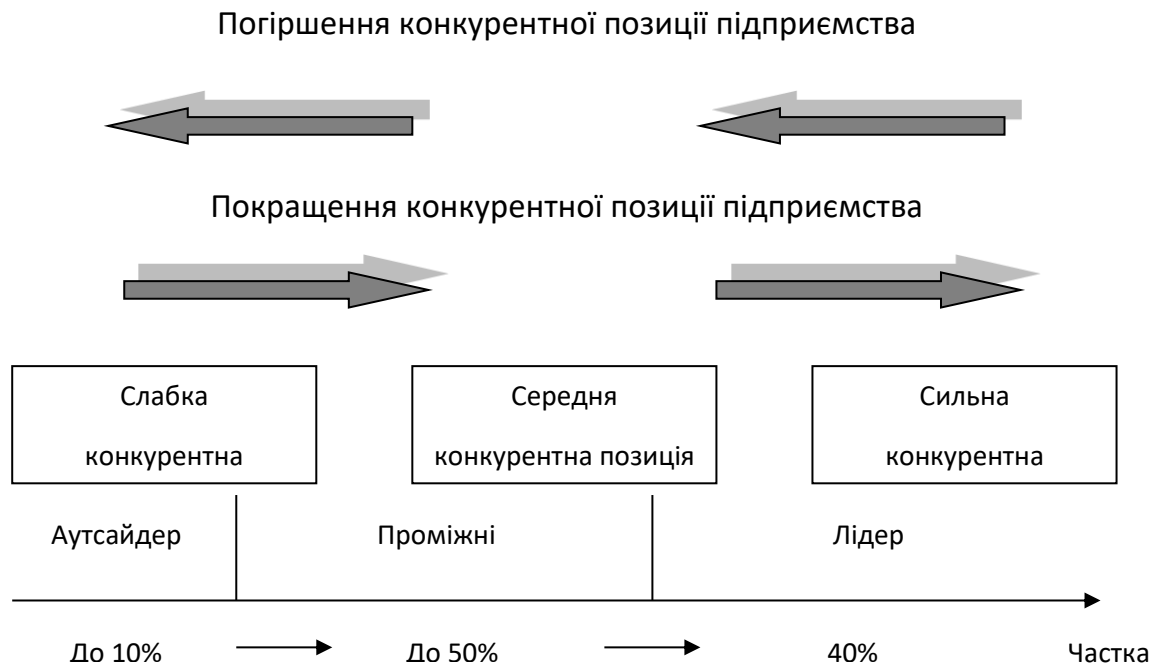 Погіршення конкурентної позиції підприємства
Покращення конкурентної позиції підприємства
Слабка
конкурентна
Середня
конкурентна позиція
Сильна
конкурентна
Аутсайдер
Проміжні
Лідер
До 10%
До 50%
40%
Частка